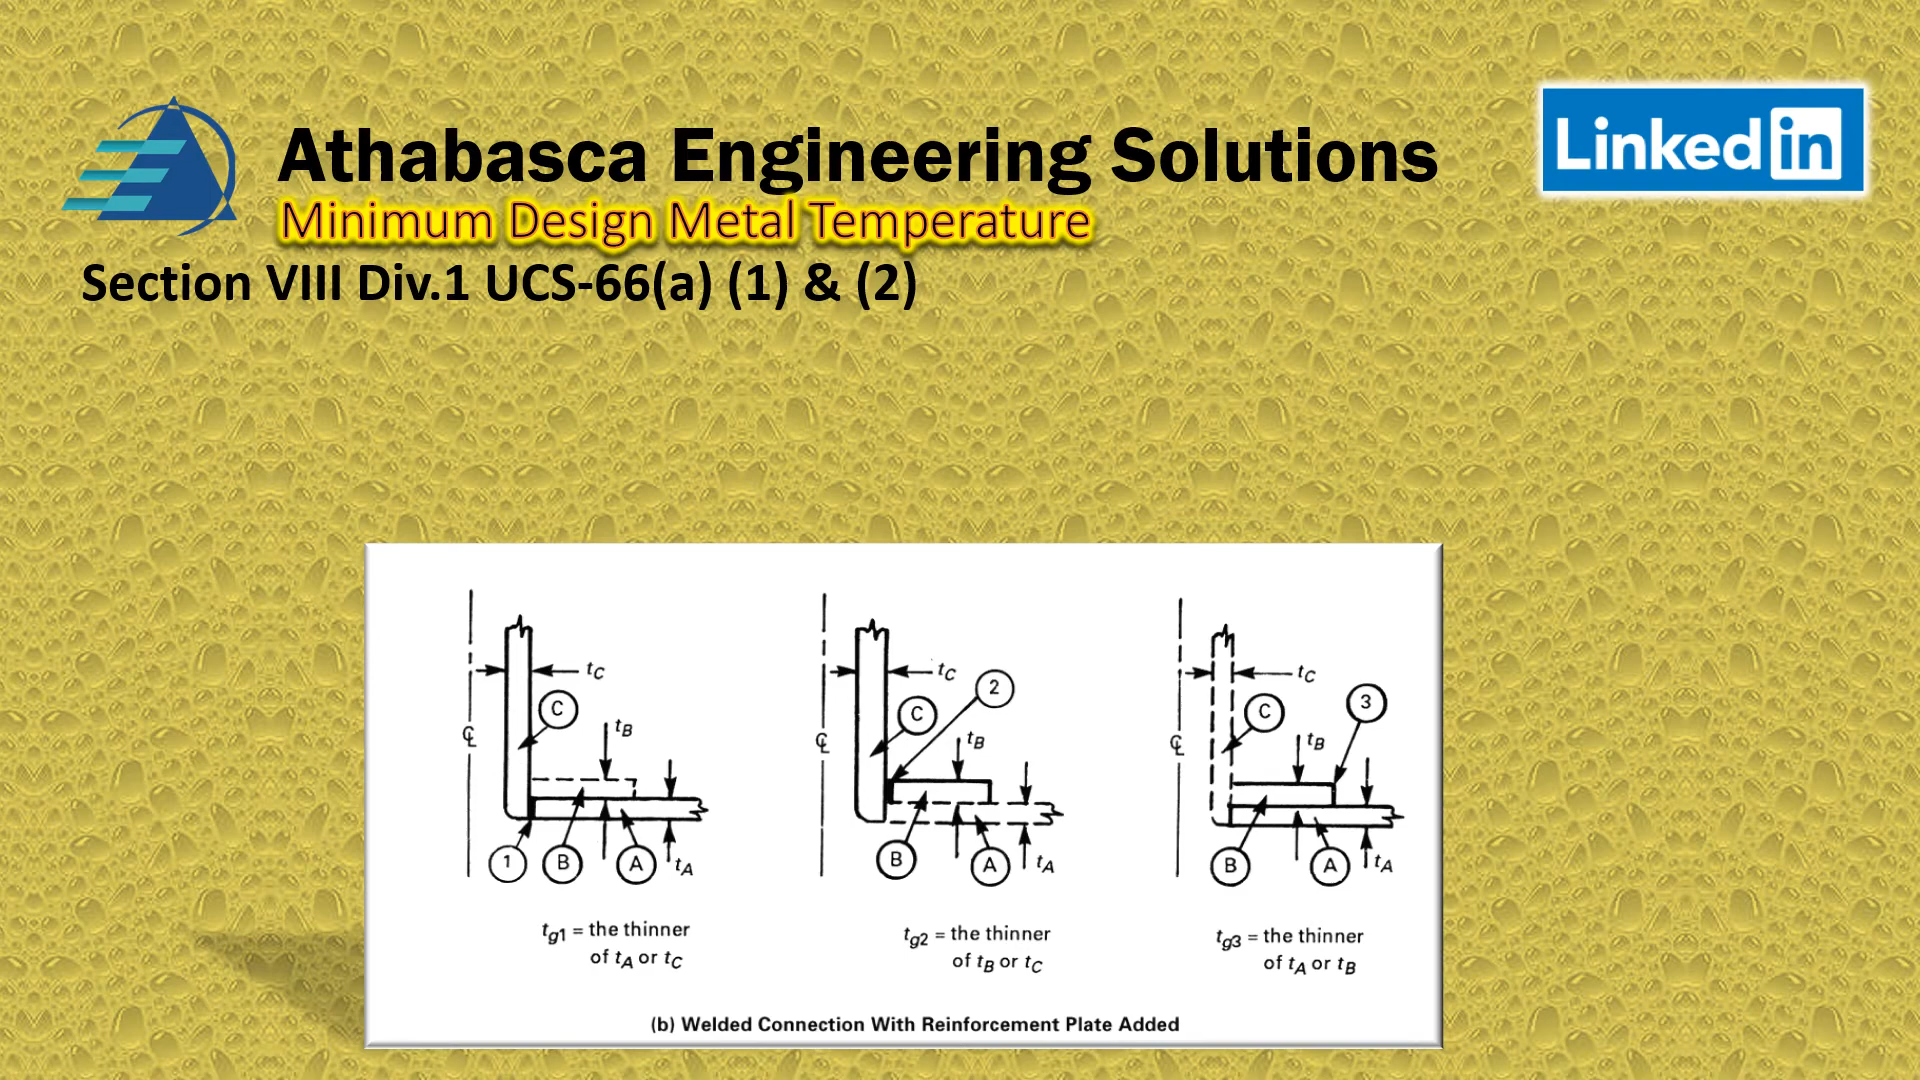 Athabasca Engineering Solutions
Linked in
Minimum Design Metal Temperature
Section VIII Div.1 UCS-66(a) (1) & (2)
tC
C
tB
℄
1
B
A
tA
tg1 = the thinner
of tA or tC
tC
2
C
tB
℄
B
A
tA
tg2 = the thinner
of tB or tC
tC
3
C
tB
℄
B
A
tA
tg3 = the thinner
of tA or tB
(b) Welded Connection With Reinforcement Plate Added